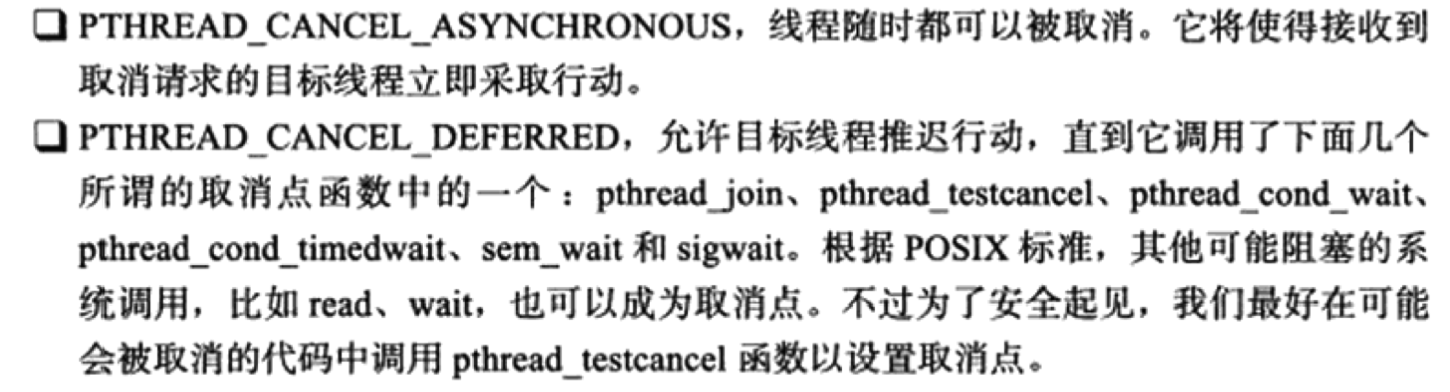 ❑ PTHREAD_CANCEL_ASYNCHRONOUS，线程随时都可以被取消。它将使得接收到
取消请求的目标线程立即采取行动。
❑ PTHREAD_CANCEL_DEFERRED，允许目标线程推迟行动，直到它调用了下面几个
所谓的取消点函数中的一个：pthread_join、pthread_testcancel、pthread_cond_wait、
pthread_cond_timedwait、sem_wait 和 sigwait。根据 POSIX 标准，其他可能阻塞的系
统调用，比如 read、wait，也可以成为取消点。不过为了安全起见，我们最好在可能
会被取消的代码中调用 pthread_testcancel 函数以设置取消点。